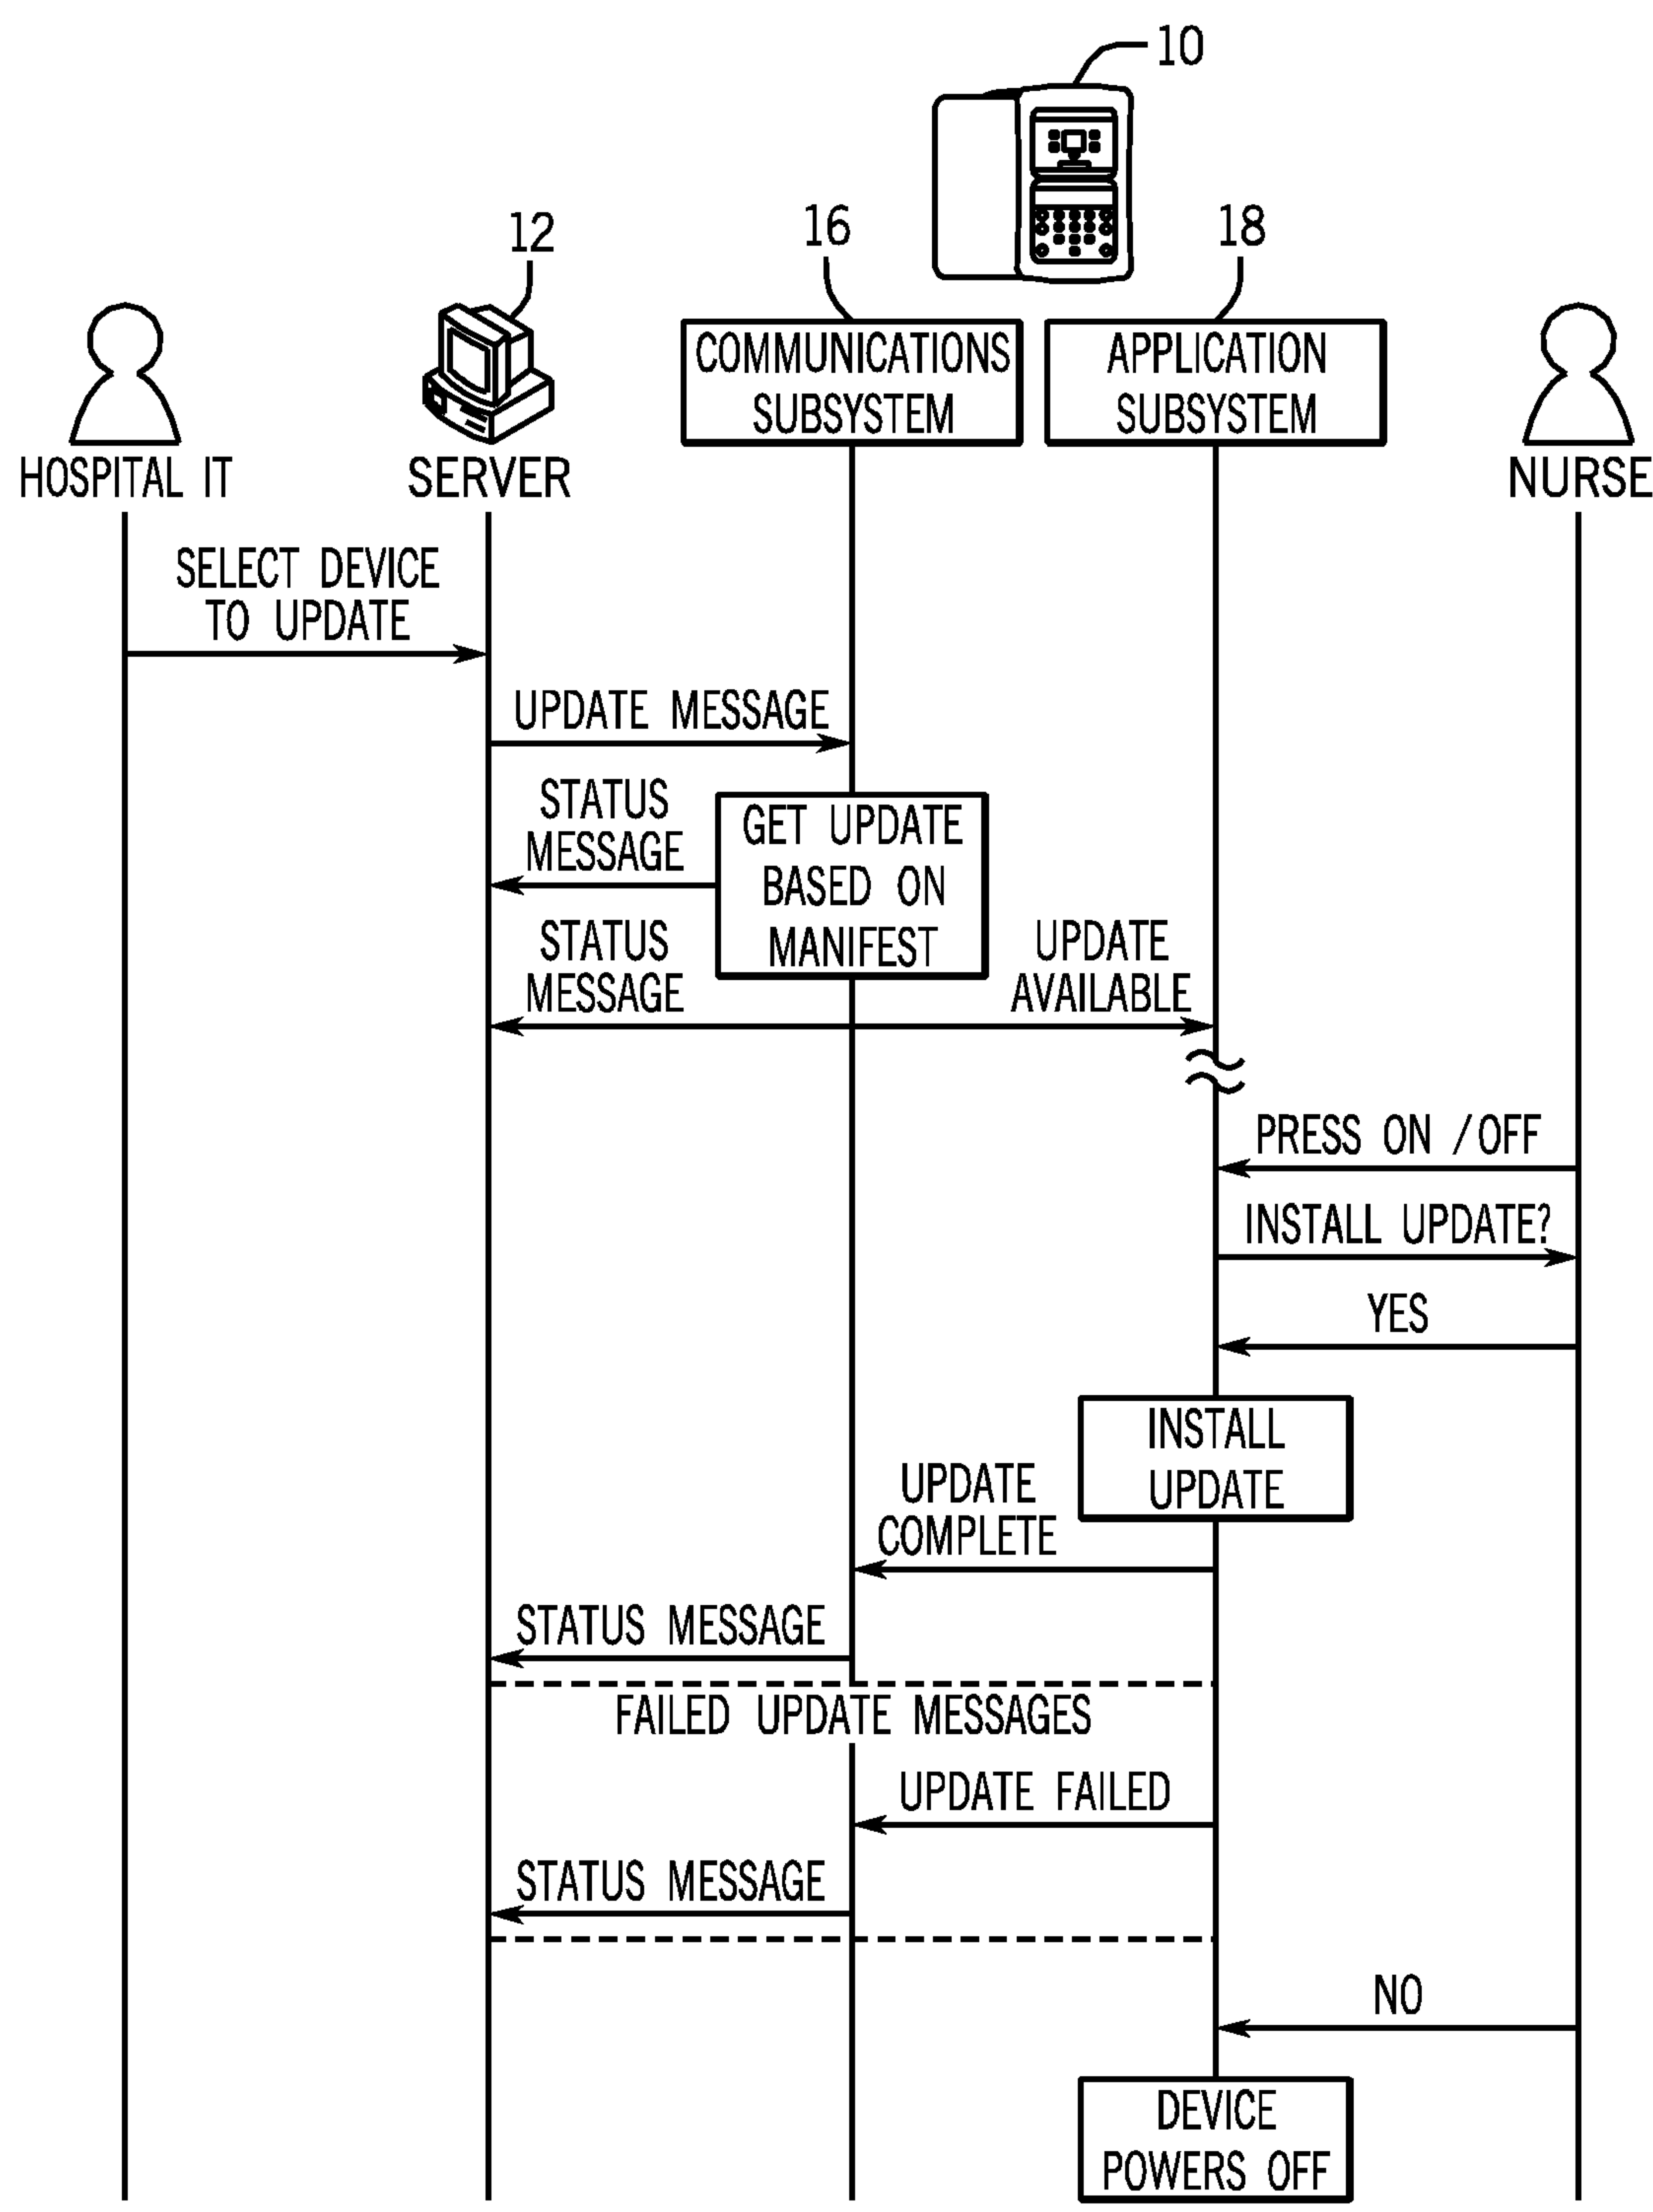 10
12
16
18
COMMUNICATIONS
SUBSYSTEM
APPLICATION
SUBSYSTEM
HOSPITAL IT
SERVER
NURSE
SELECT DEVICE
TO UPDATE
UPDATE MESSAGE
STATUS
MESSAGE
GET UPDATE
BASED ON
MANIFEST
STATUS
MESSAGE
UPDATE
AVAILABLE
PRESS ON /OFF
INSTALL UPDATE?
YES
INSTALL
UPDATE
UPDATE
COMPLETE
STATUS MESSAGE
FAILED UPDATE MESSAGES
UPDATE FAILED
STATUS MESSAGE
NO
DEVICE
POWERS OFF